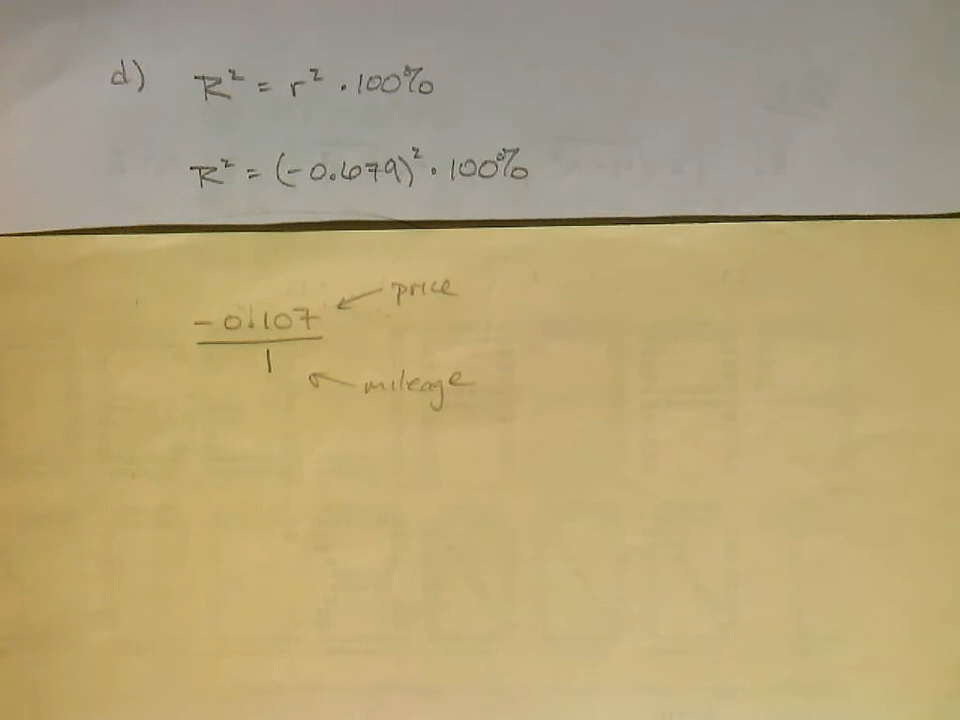 d) R² = r² · 100%
R² = (-0.679)² · 100%
-0.107 ← price
1 ← mileage